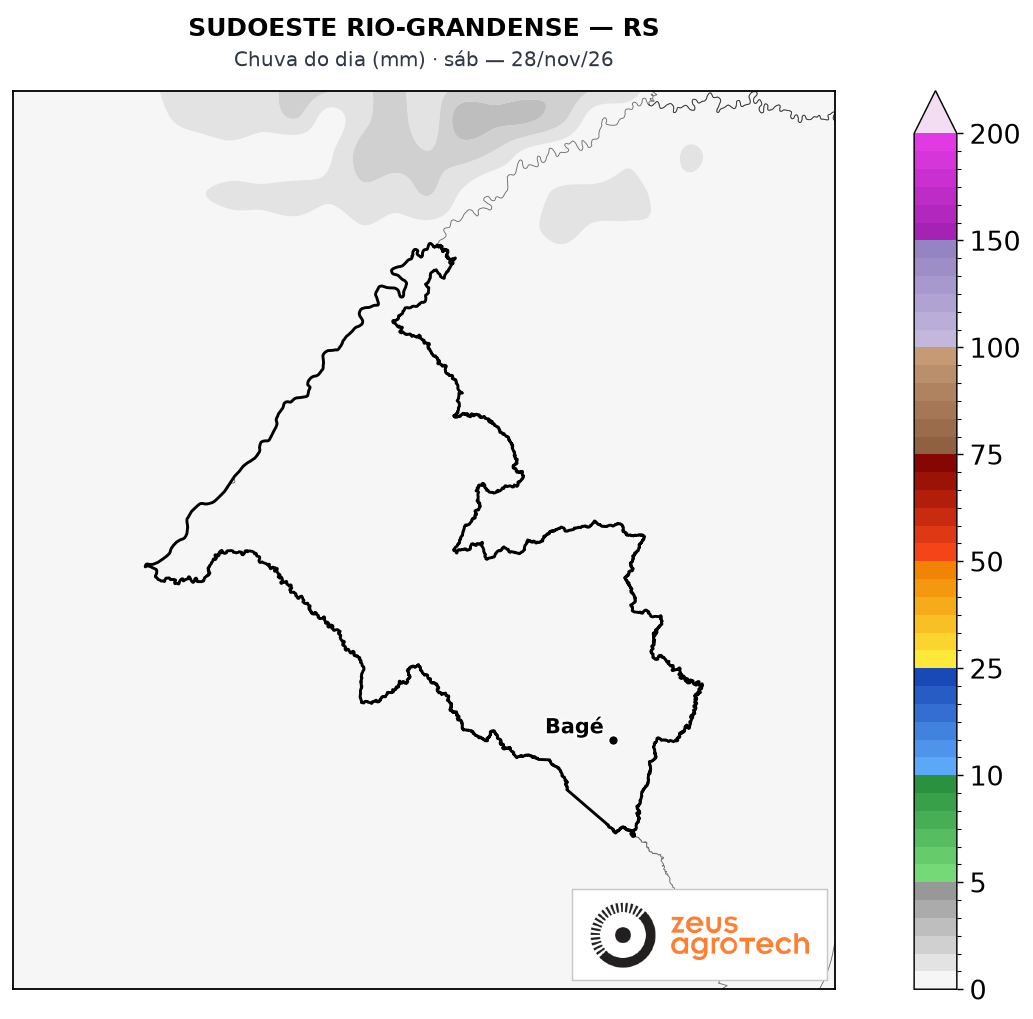 SUDOESTE RIO-GRANDENSE — RS
Chuva do dia (mm) · sáb — 28/nov/26
200
150
100
75
50
25
10
5
0
Bagé
zeus
agrotech